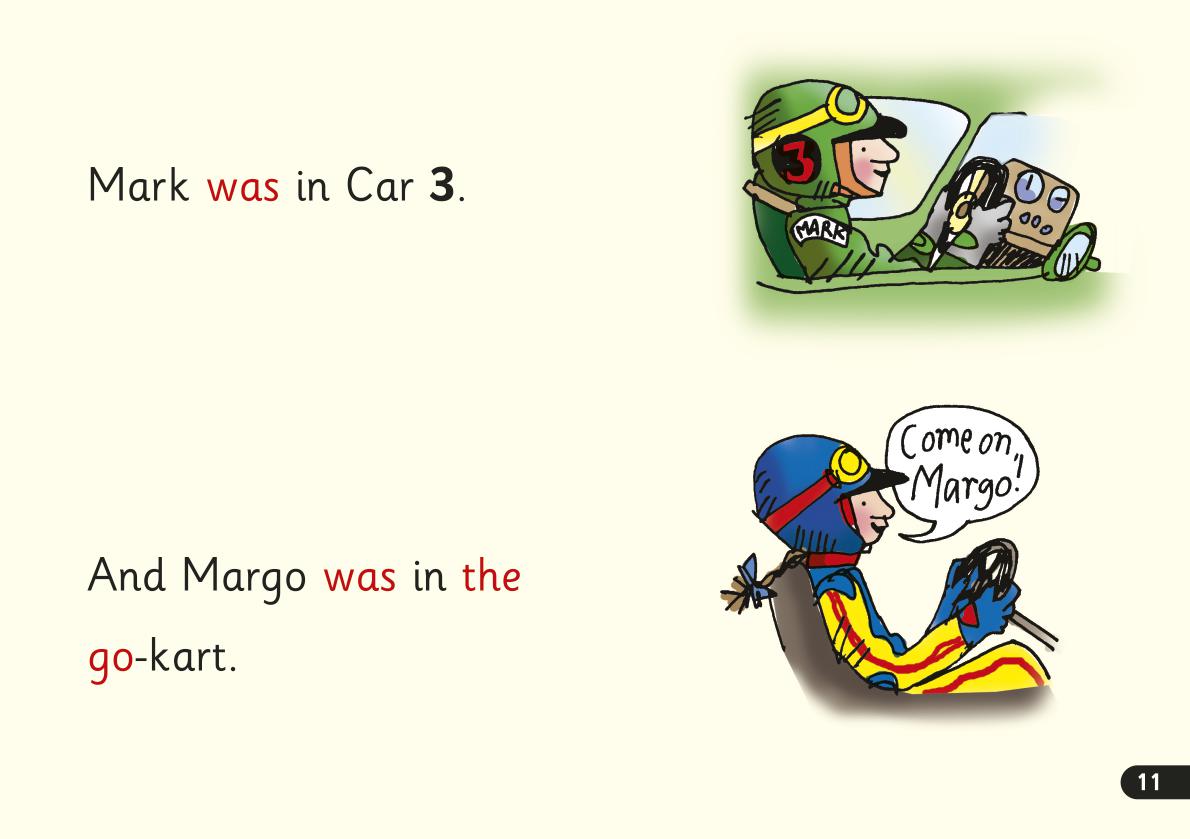 Mark was in Car 3.
3
MARK
Come on,
Margo!
And Margo was in the
go-kart.
11